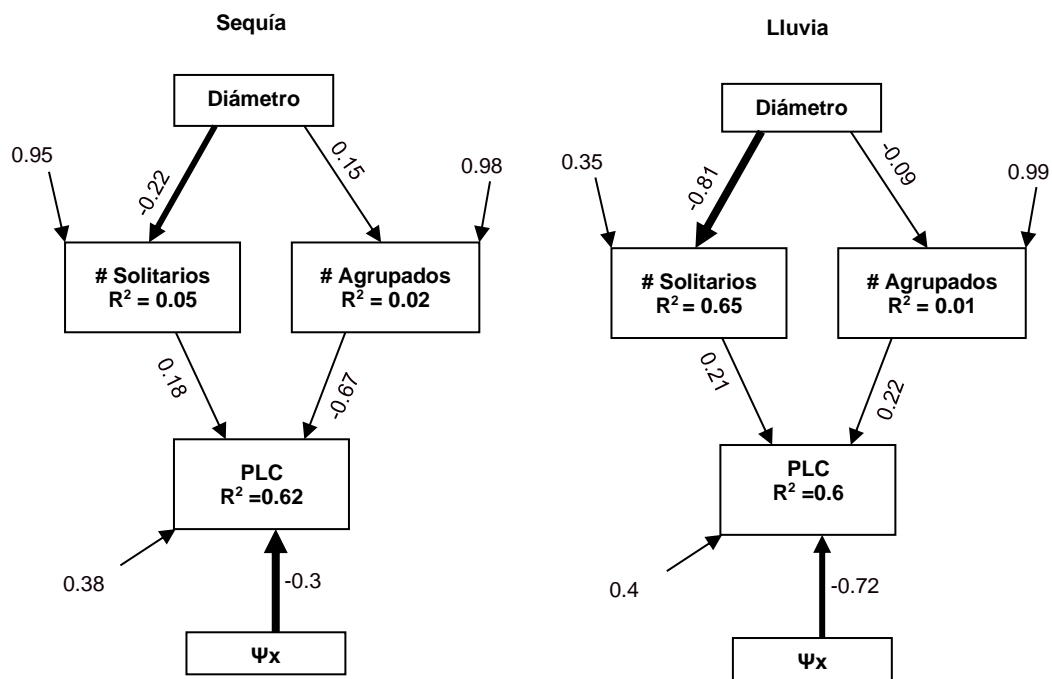 Sequía
Diámetro
0.95
-0.22
0.15
0.98
# Solitarios
R² = 0.05
# Agrupados
R² = 0.02
0.18
-0.67
PLC
R² =0.62
0.38
-0.3
Ψx
Lluvia
Diámetro
0.35
-0.81
-0.09
0.99
# Solitarios
R² = 0.65
# Agrupados
R² = 0.01
0.21
0.22
PLC
R² =0.6
0.4
-0.72
Ψx